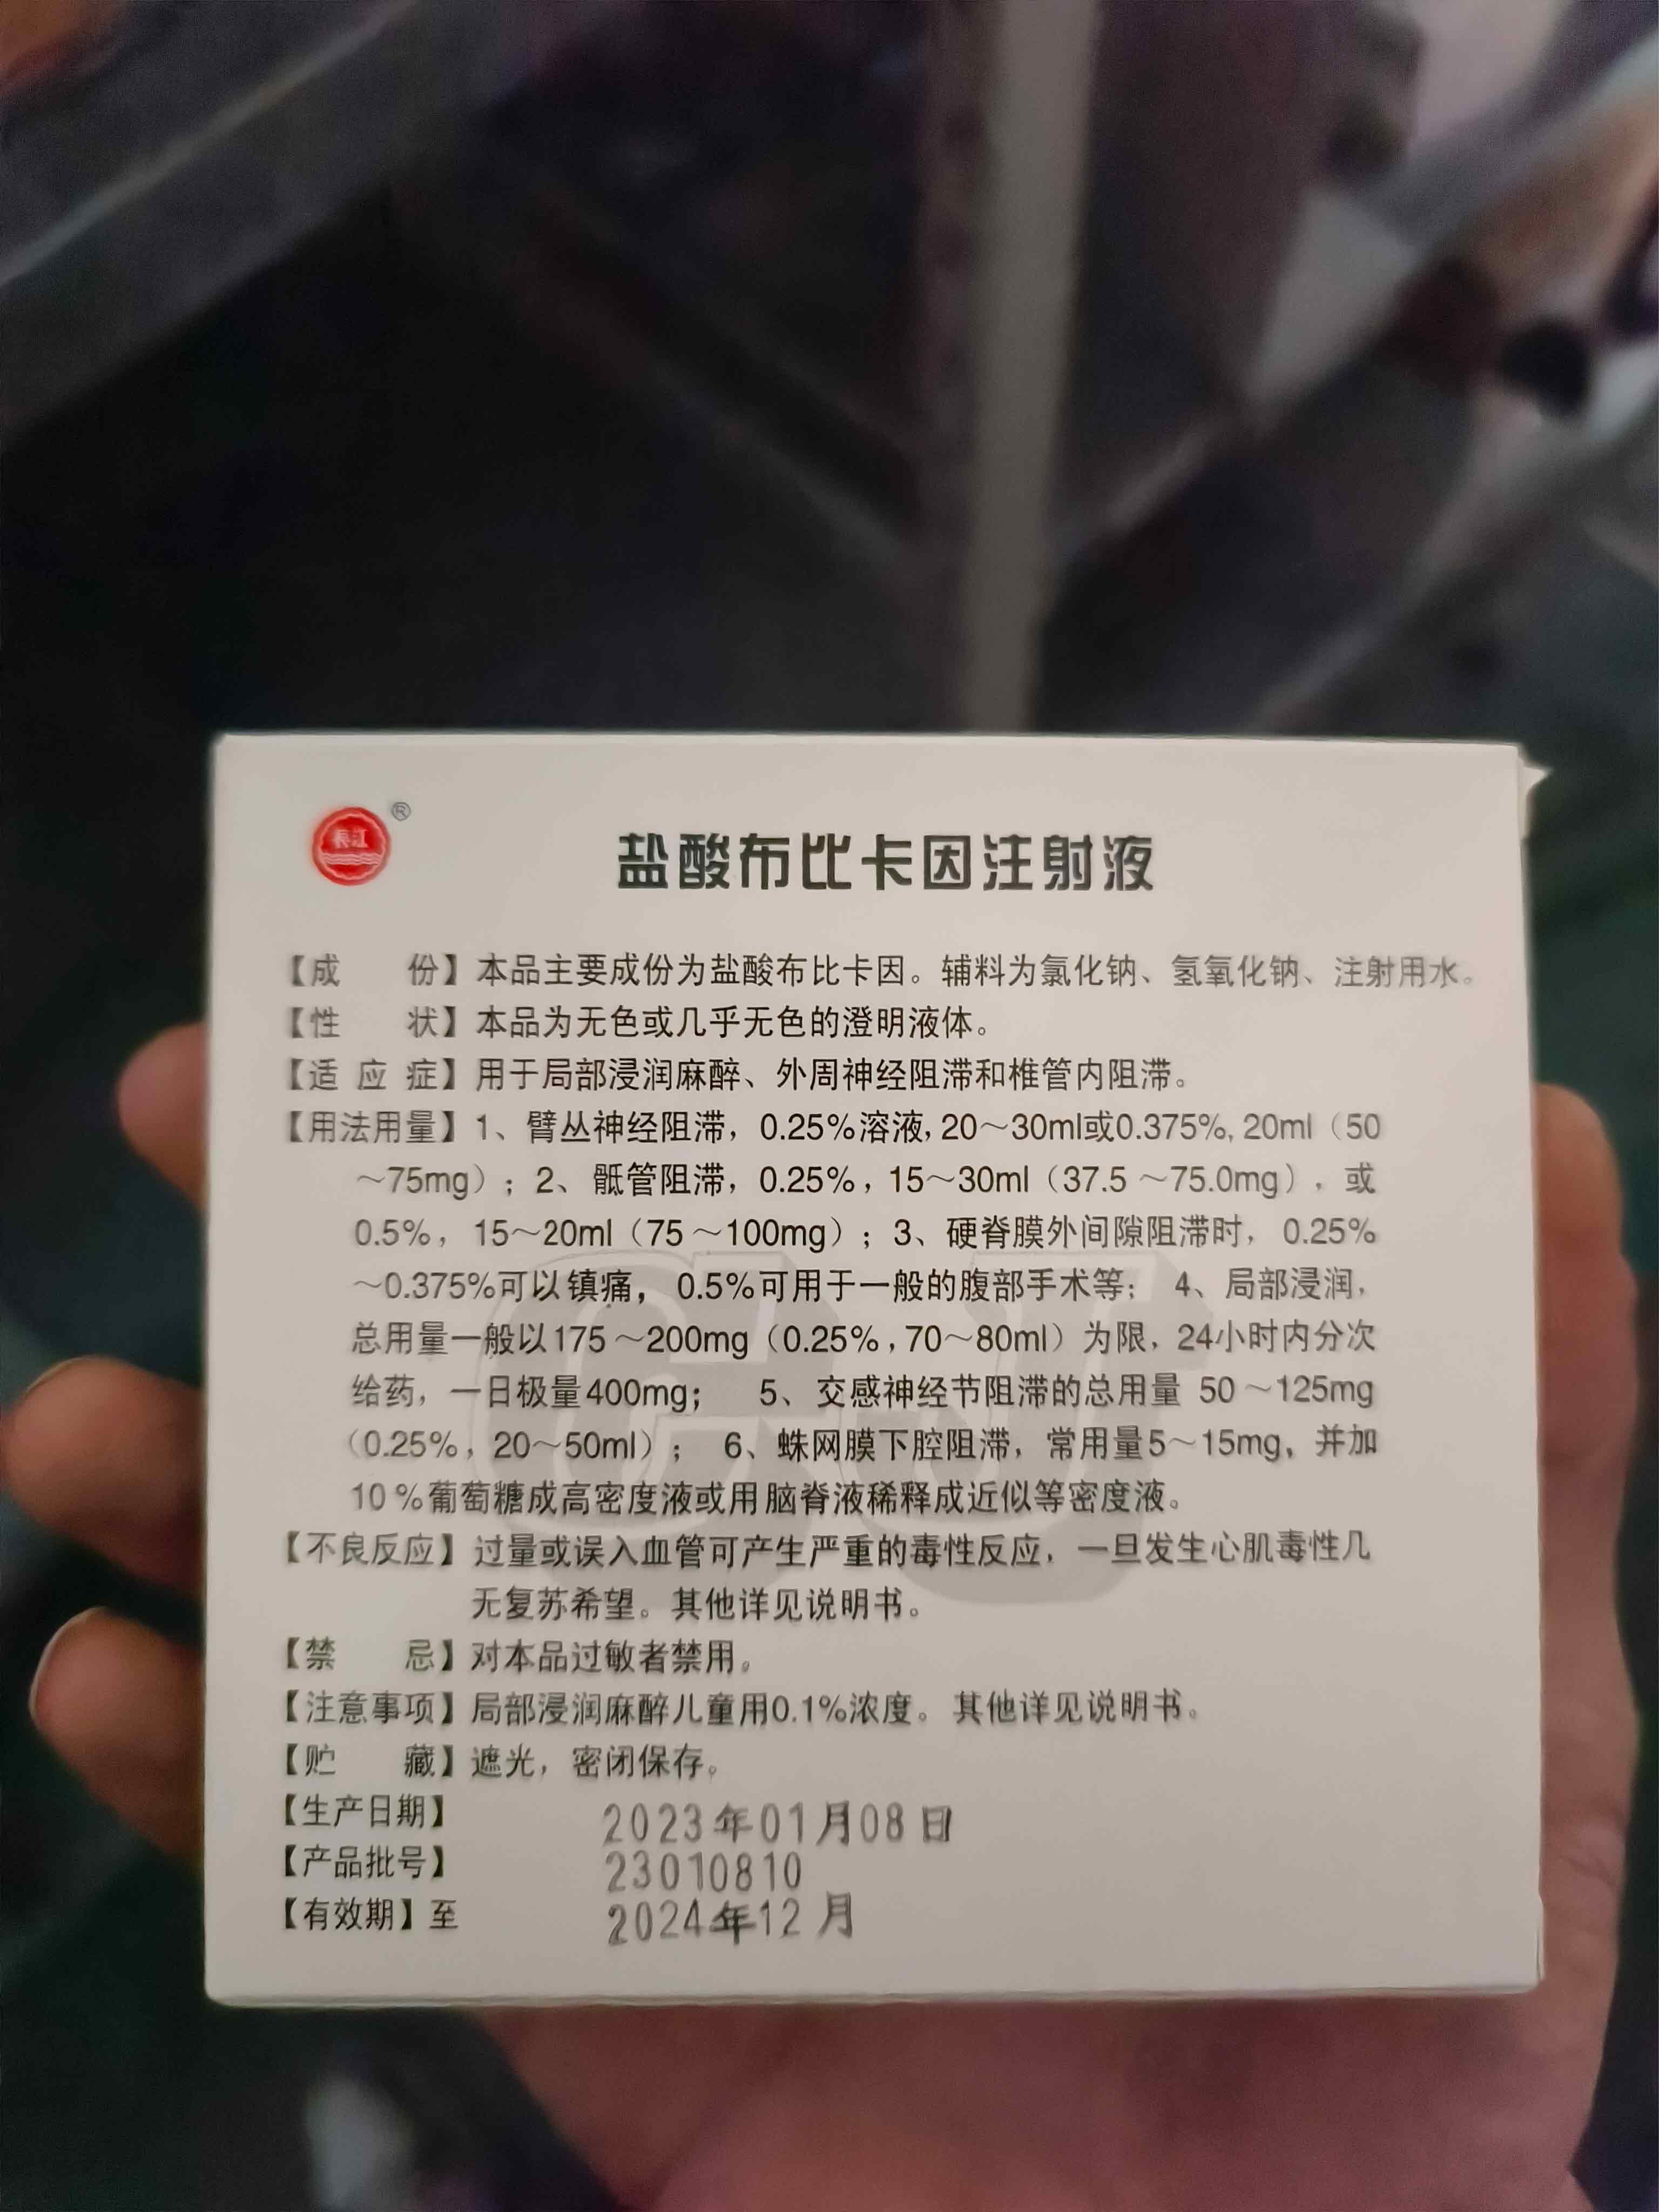 長江
®
盐酸布比卡因注射液
【成 份】本品主要成份为盐酸布比卡因。辅料为氯化钠、氢氧化钠、注射用水。
【性 状】本品为无色或几乎无色的澄明液体。
【适 应 症】用于局部浸润麻醉、外周神经阻滞和椎管内阻滞。
【用法用量】1、臂丛神经阻滞，0.25%溶液,20～30ml或0.375%,20ml（50
～75mg）；2、骶管阻滞，0.25%，15～30ml（37.5～75.0mg），或
0.5%，15～20ml（75～100mg）；3、硬脊膜外间隙阻滞时，0.25%
～0.375%可以镇痛，0.5%可用于一般的腹部手术等； 4、局部浸润，
总用量一般以175～200mg（0.25%,70～80ml）为限，24小时内分次
给药，一日极量400mg； 5、交感神经节阻滞的总用量 50～125mg
（0.25%，20～50ml）； 6、蛛网膜下腔阻滞，常用量5～15mg，并加
10%葡萄糖成高密度液或用脑脊液稀释成近似等密度液。
【不良反应】过量或误入血管可产生严重的毒性反应，一旦发生心肌毒性几
无复苏希望。其他详见说明书。
【禁 忌】对本品过敏者禁用。
【注意事项】局部浸润麻醉儿童用0.1%浓度。其他详见说明书。
【贮 藏】遮光，密闭保存。
【生产日期】 2023年01月08日
【产品批号】 23010810
【有效期】至 2024年12月
CJ